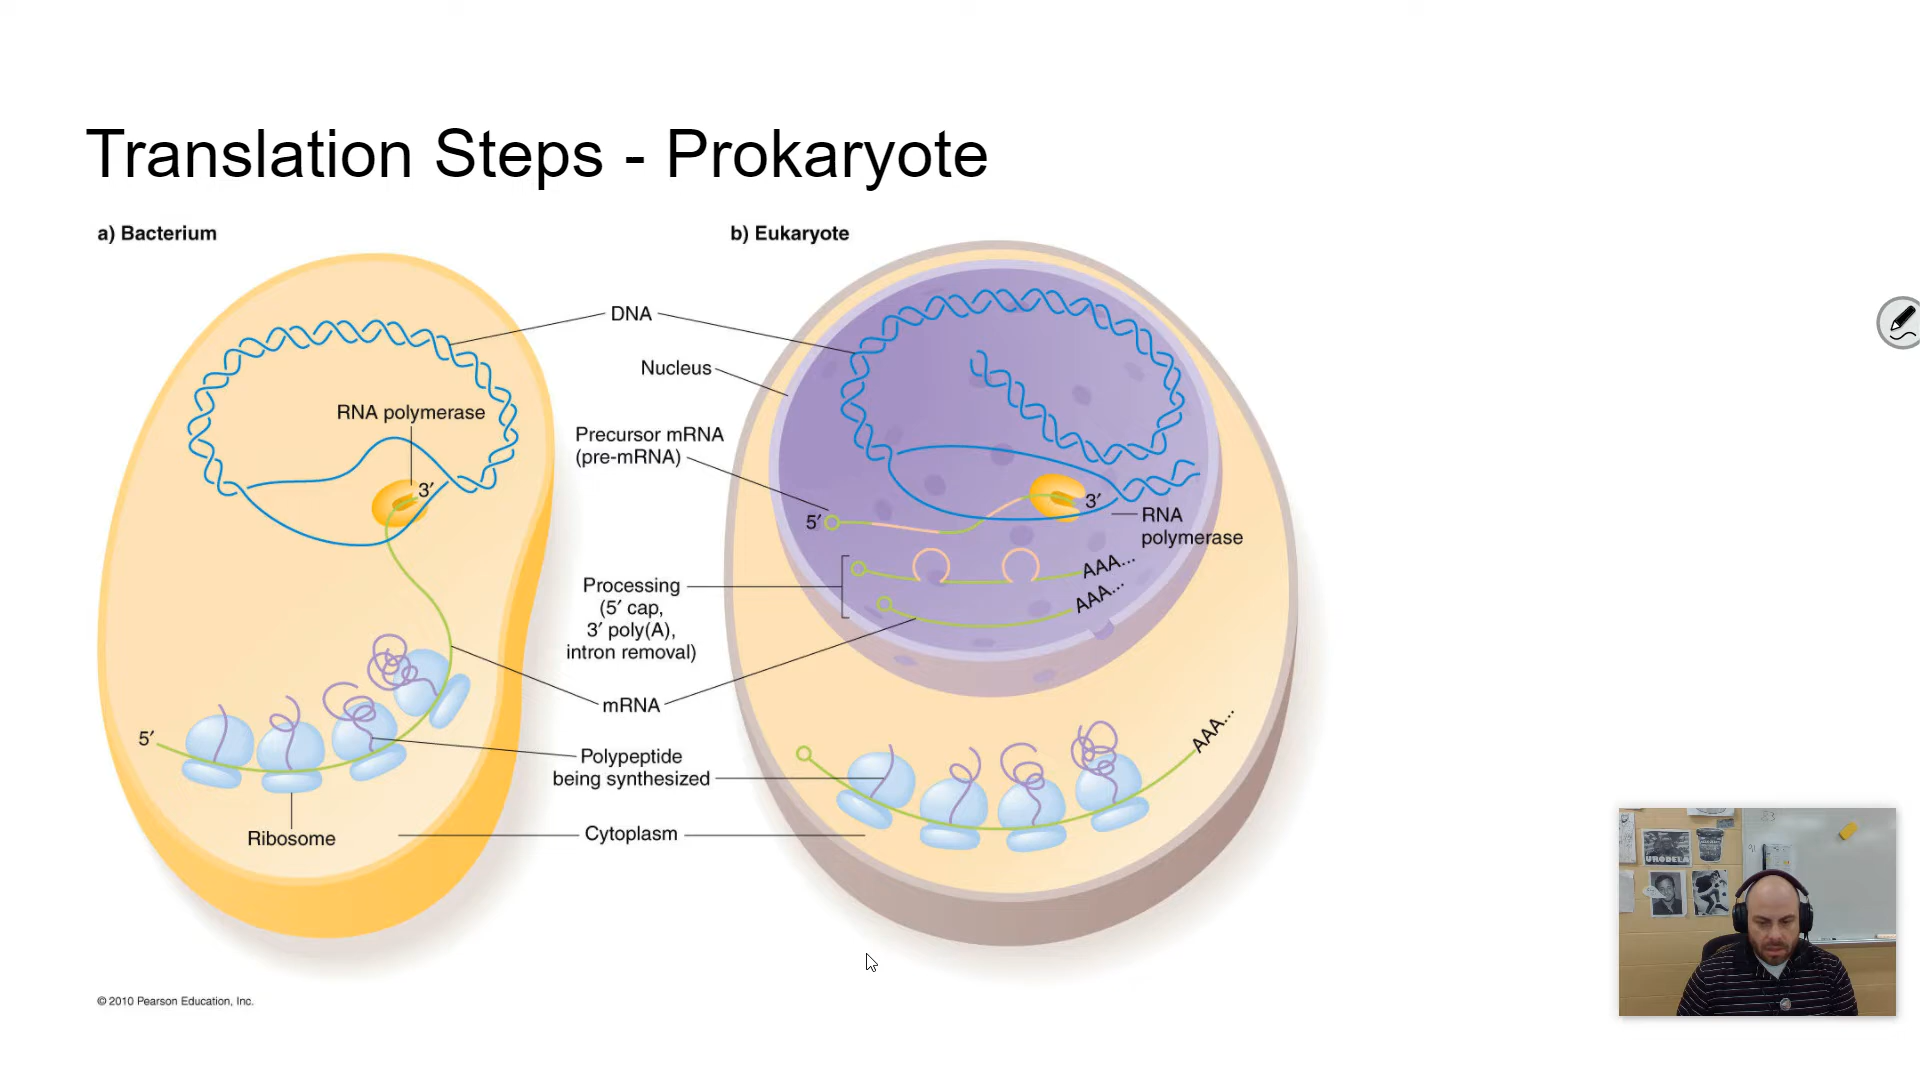 Translation Steps - Prokaryote
a) Bacterium
b) Eukaryote
DNA
Nucleus
RNA polymerase
Precursor mRNA
(pre-mRNA)
3′
3′
5′
RNA
polymerase
AAA...
AAA...
Processing
(5′ cap,
3′ poly(A),
intron removal)
mRNA
5′
AAA...
Polypeptide
being synthesized
Cytoplasm
Ribosome
URODELA
© 2010 Pearson Education, Inc.